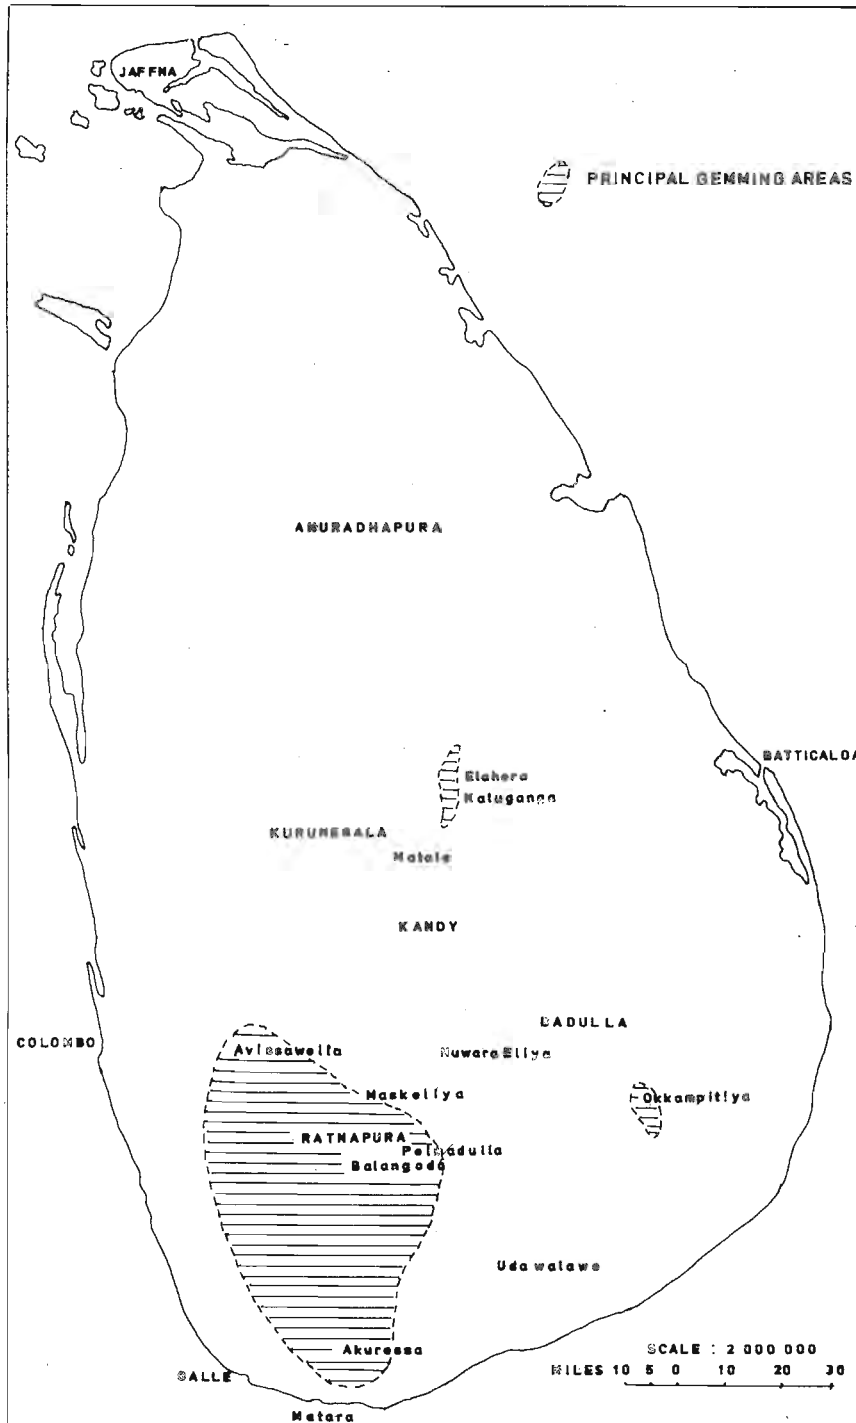 JAFFNA
PRINCIPAL GEMMING AREAS
ANURADHAPURA
BATTICALOA
Elahera
Kaluganga
KURUNEGALA
Matale
KANDY
BADULLA
COLOMBO
Avissawella
Nuwara Eliya
Maskeliya
Okkampitiya
RATNAPURA
Pelmadulla
Balangoda
Uda walawe
Akuressa
SCALE : 2 000 000
GALLE
MILES 10 5 0 10 20 30
Matara